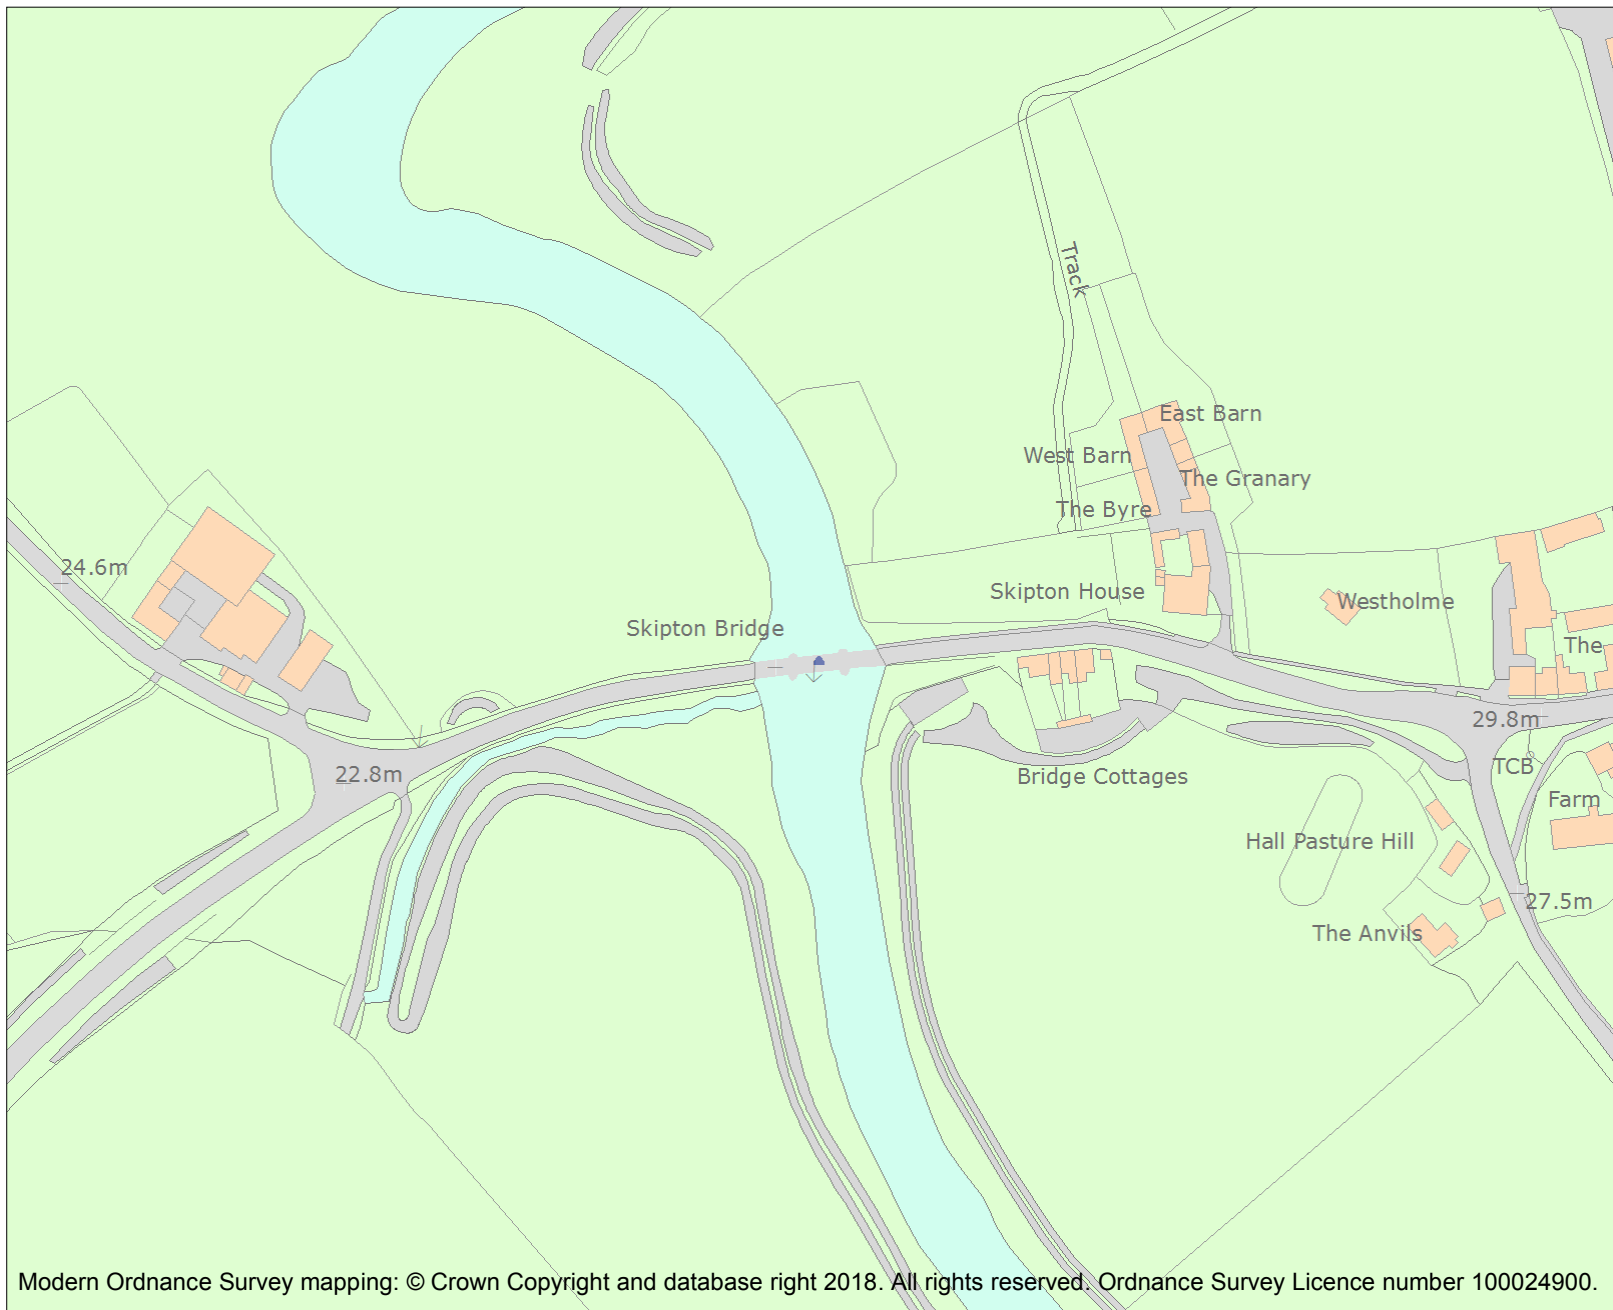 Track
East Barn
West Barn
The Granary
The Byre
24.6m
Skipton House
Westholme
Skipton Bridge
The
29.8m
22.8m
TCB
Bridge Cottages
Farm
Hall Pasture Hill
27.5m
The Anvils
Modern Ordnance Survey mapping: © Crown Copyright and database right 2018. All rights reserved. Ordnance Survey Licence number 100024900.